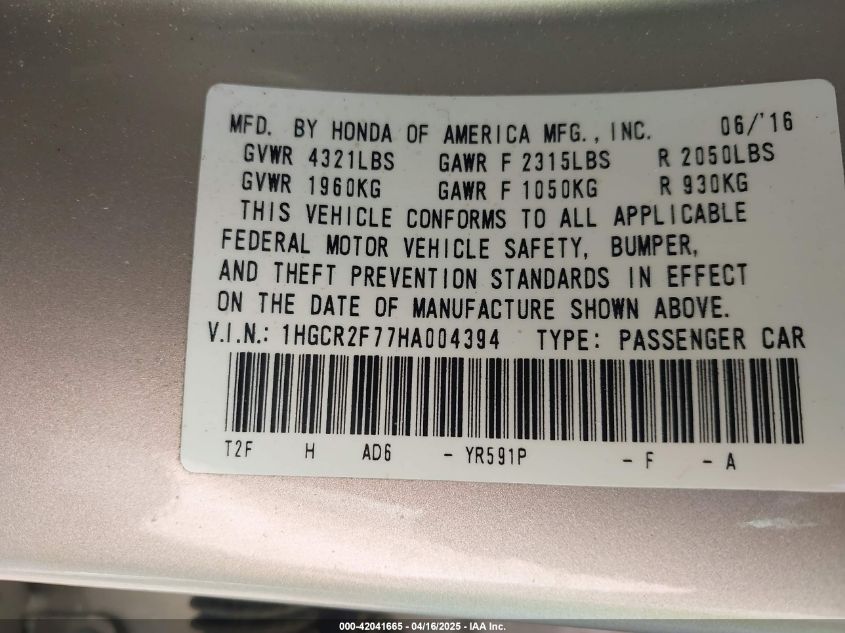 MFD. BY HONDA OF AMERICA MFG., INC. 06/'16
GVWR 4321LBS GAWR F 2315LBS R 2050LBS
GVWR 1960KG GAWR F 1050KG R 930KG
THIS VEHICLE CONFORMS TO ALL APPLICABLE
FEDERAL MOTOR VEHICLE SAFETY, BUMPER,
AND THEFT PREVENTION STANDARDS IN EFFECT
ON THE DATE OF MANUFACTURE SHOWN ABOVE.
V.I.N.: 1HGCR2F77HA004394 TYPE: PASSENGER CAR
T2F H AD6 - YR591P - F - A
000-42041665 - 04/16/2025 - IAA Inc.